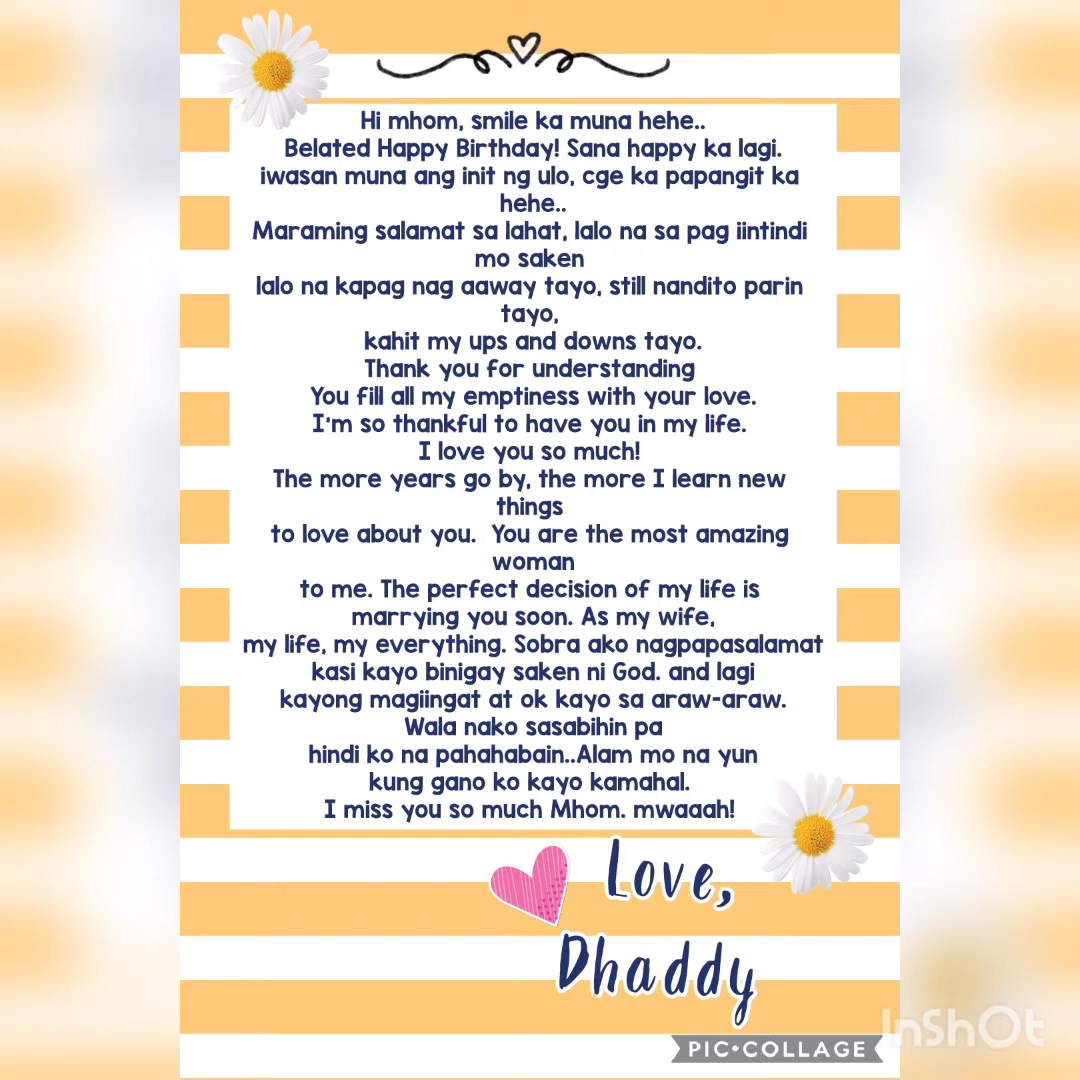 Hi mhom, smile ka muna hehe..
Belated Happy Birthday! Sana happy ka lagi.
iwasan muna ang init ng ulo, cge ka papangit ka
hehe..
Maraming salamat sa lahat, lalo na sa pag iintindi
mo saken
lalo na kapag nag aaway tayo, still nandito parin
tayo,
kahit my ups and downs tayo.
Thank you for understanding
You fill all my emptiness with your love.
I'm so thankful to have you in my life.
I love you so much!
The more years go by, the more I learn new
things
to love about you.  You are the most amazing
woman
to me. The perfect decision of my life is
marrying you soon. As my wife,
my life, my everything. Sobra ako nagpapasalamat
kasi kayo binigay saken ni God. and lagi
kayong magiingat at ok kayo sa araw-araw.
Wala nako sasabihin pa
hindi ko na pahahabain..Alam mo na yun
kung gano ko kayo kamahal.
I miss you so much Mhom. mwaaah!
Love,
Dhaddy
PIC•COLLAGE
InShOt